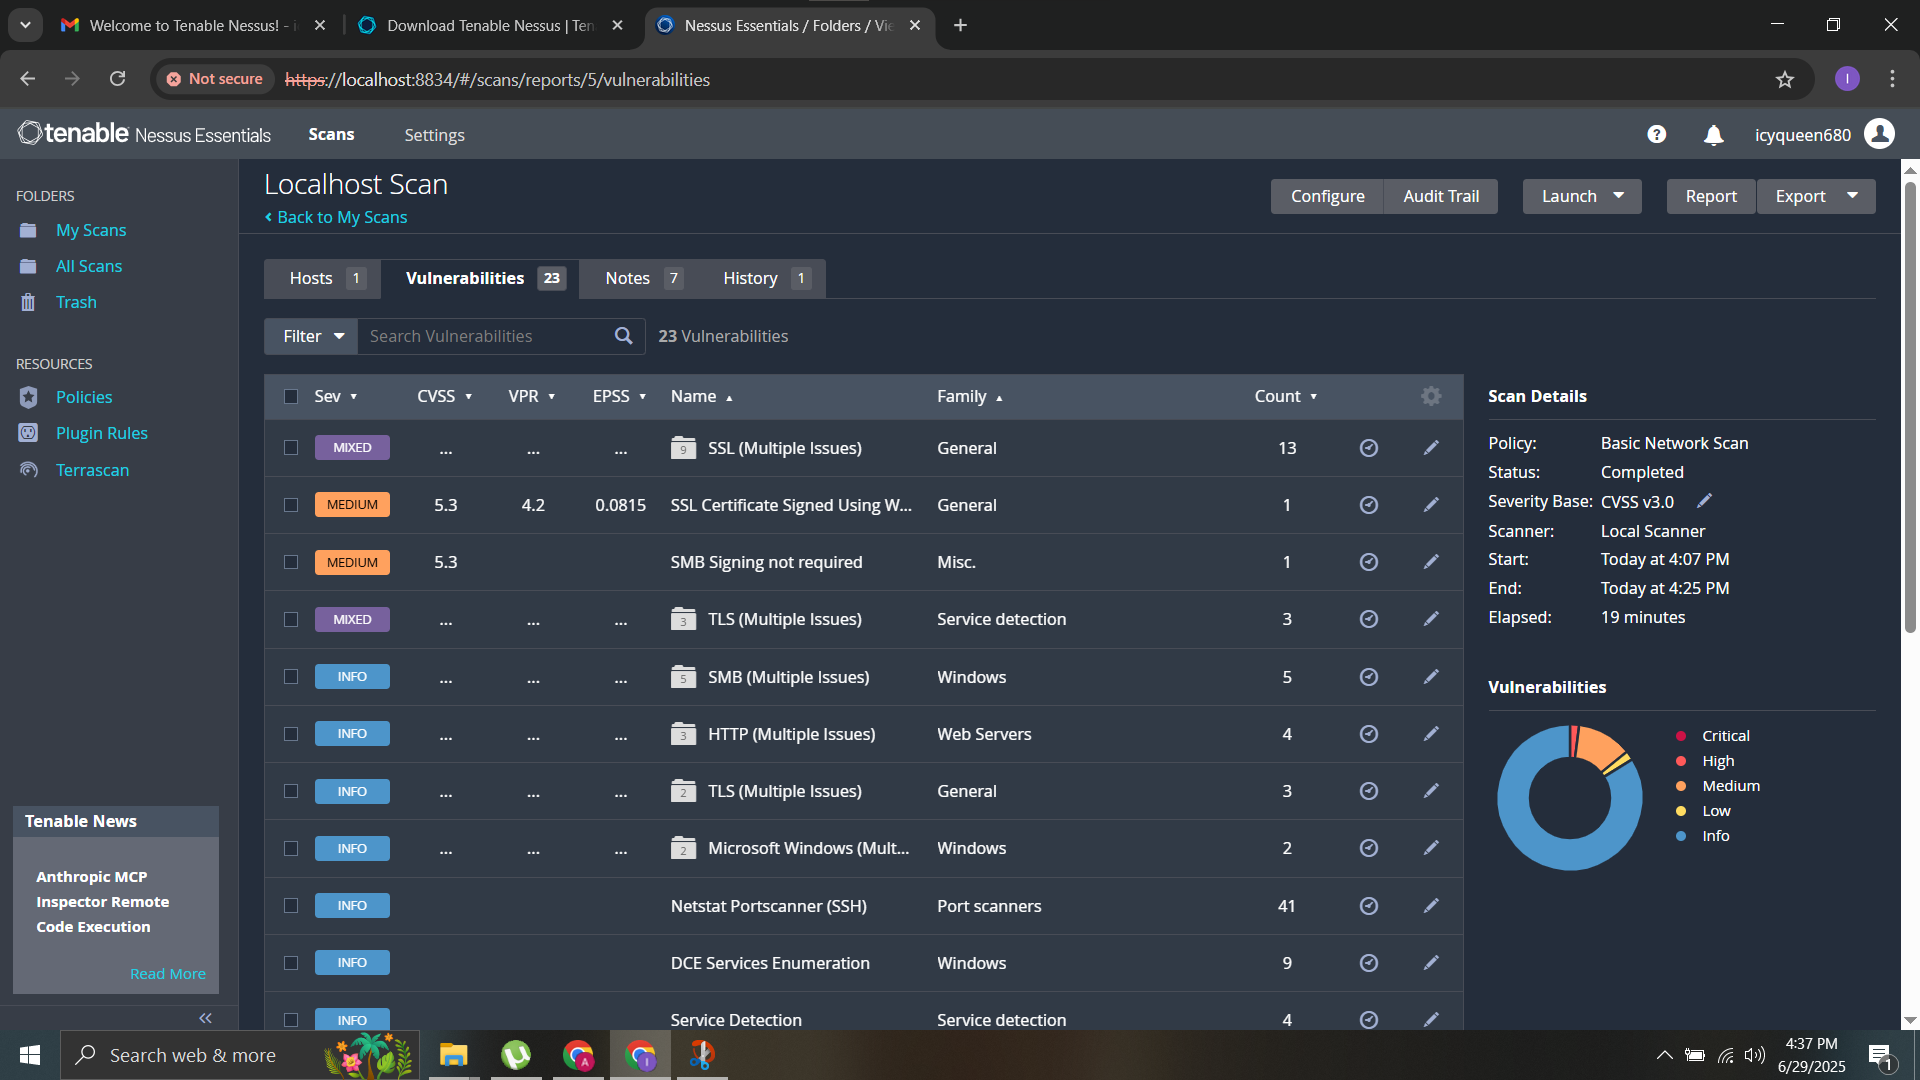 Welcome to Tenable Nessus! - i
Download Tenable Nessus | Ten
Nessus Essentials / Folders / Vie
Not secure
https://localhost:8834/#/scans/reports/5/vulnerabilities
I
tenable Nessus Essentials
Scans
Settings
?
icyqueen680
FOLDERS
My Scans
All Scans
Trash
RESOURCES
Policies
Plugin Rules
Terrascan
Tenable News
Anthropic MCP
Inspector Remote
Code Execution
Read More
Localhost Scan
Back to My Scans
Configure
Audit Trail
Launch
Report
Export
Hosts 1
Vulnerabilities 23
Notes 7
History 1
Filter
Search Vulnerabilities
23 Vulnerabilities
Sev CVSS VPR EPSS Name Family Count
MIXED ... ... ... 9 SSL (Multiple Issues) General 13
MEDIUM 5.3 4.2 0.0815 SSL Certificate Signed Using W... General 1
MEDIUM 5.3 SMB Signing not required Misc. 1
MIXED ... ... ... 3 TLS (Multiple Issues) Service detection 3
INFO ... ... ... 5 SMB (Multiple Issues) Windows 5
INFO ... ... ... 3 HTTP (Multiple Issues) Web Servers 4
INFO ... ... ... 2 TLS (Multiple Issues) General 3
INFO ... ... ... 2 Microsoft Windows (Mult... Windows 2
INFO Netstat Portscanner (SSH) Port scanners 41
INFO DCE Services Enumeration Windows 9
INFO Service Detection Service detection 4
Scan Details
Policy: Basic Network Scan
Status: Completed
Severity Base: CVSS v3.0
Scanner: Local Scanner
Start: Today at 4:07 PM
End: Today at 4:25 PM
Elapsed: 19 minutes
Vulnerabilities
Critical
High
Medium
Low
Info
Search web & more
A
I
4:37 PM
6/29/2025
1